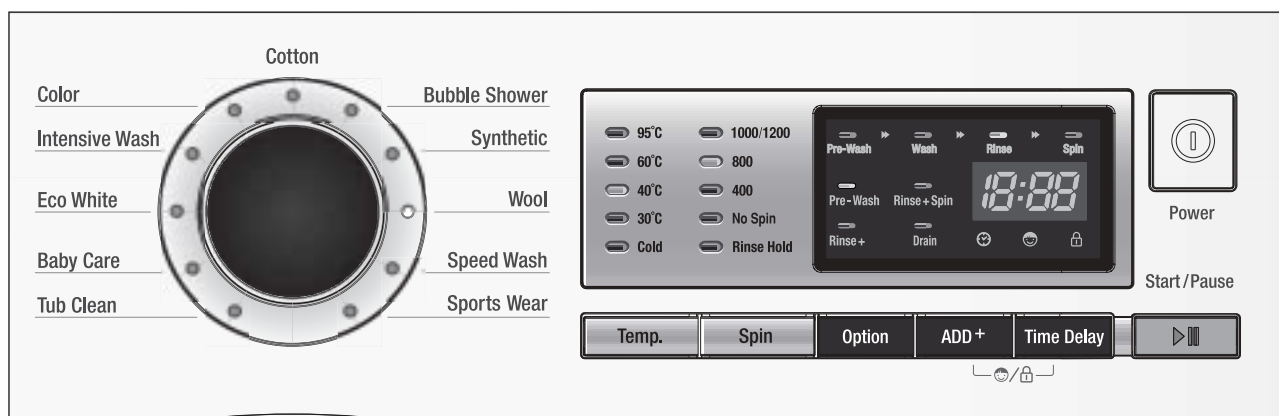 Cotton
Color
Bubble Shower
Intensive Wash
Synthetic
Eco White
Wool
Baby Care
Speed Wash
Tub Clean
Sports Wear
95°C
1000/1200
60°C
800
40°C
400
30°C
No Spin
Cold
Rinse Hold
Pre-Wash Wash Rinse Spin
Pre-Wash Rinse+Spin
18:88
Rinse+ Drain
Power
Start/Pause
Temp. Spin Option ADD+ Time Delay
/